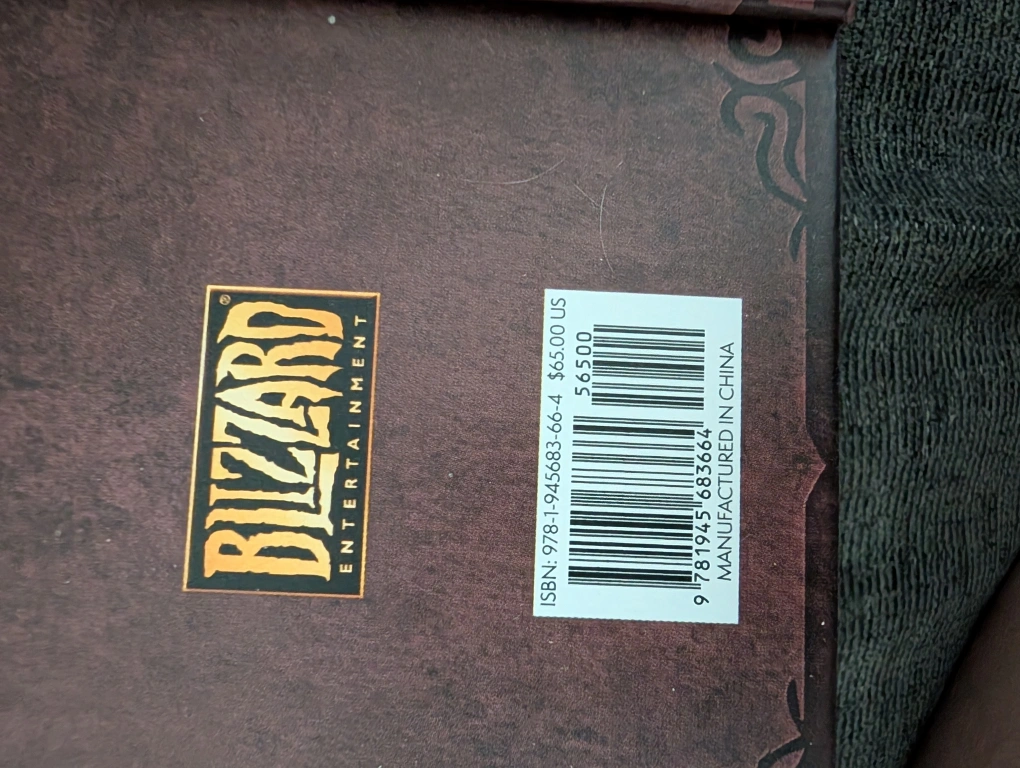 BLIZZARD®
ENTERTAINMENT
ISBN: 978-1-945683-66-4 $65.00 US
56500
9 781945 683664
MANUFACTURED IN CHINA